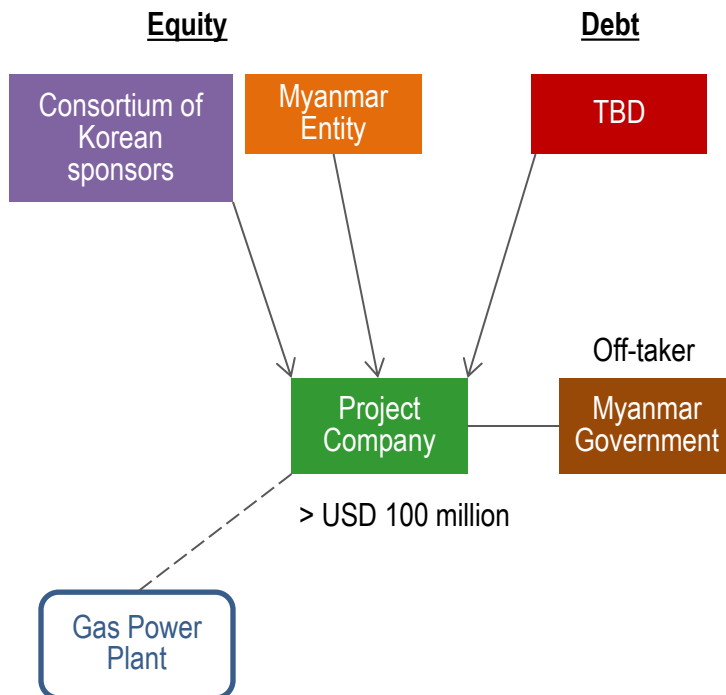 Equity
Debt
Consortium of
Korean
sponsors
Myanmar
Entity
TBD
Off-taker
Project
Company
Myanmar
Government
> USD 100 million
Gas Power
Plant